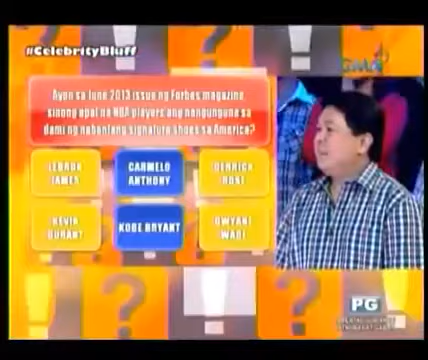 #CelebrityBluff
GMA
Ayon sa June 2013 issue ng Forbes magazine
sinong apat na NBA players ang nangunguna sa
dami ng nabentang signature shoes sa America?
LEBRON
JAMES
CARMELO
ANTHONY
DERRICK
ROSE
KEVIN
DURANT
KOBE BRYANT
DWYANE
WADE
PG